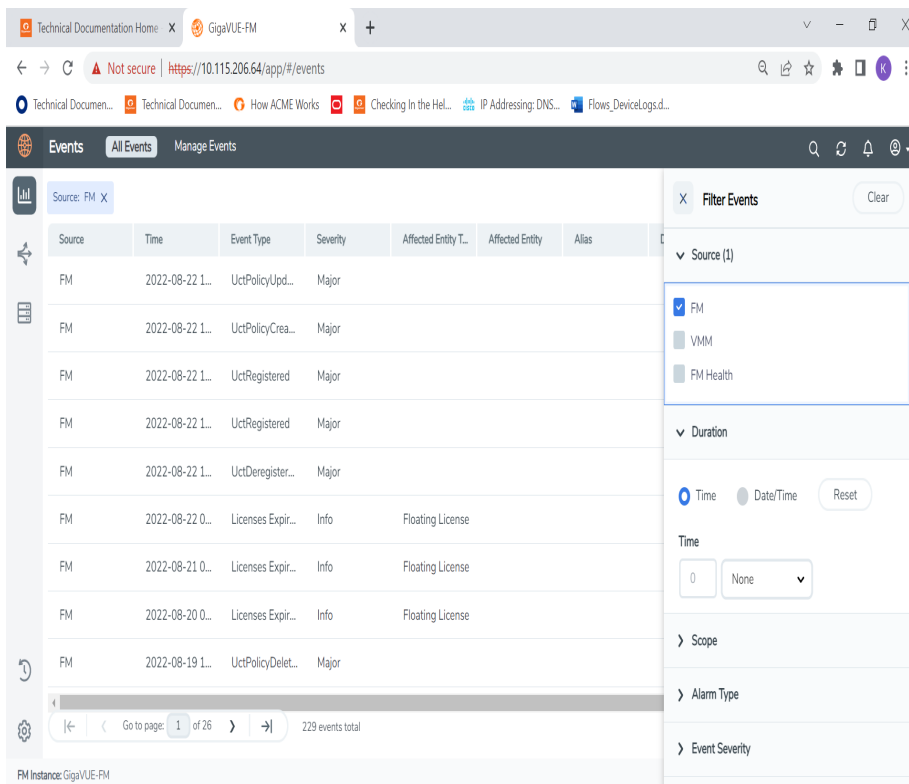 Technical Documentation Home X GigaVUE-FM X +
Not secure | https://10.115.206.64/app/#/events K
Technical Documen... Technical Documen... How ACME Works Checking In the Hel... IP Addressing: DNS... Flows_DeviceLogs.d...
Events All Events Manage Events
Source: FM X
Source Time Event Type Severity Affected Entity T... Affected Entity Alias D
FM 2022-08-22 1... UctPolicyUpd... Major
FM 2022-08-22 1... UctPolicyCrea... Major
FM 2022-08-22 1... UctRegistered Major
FM 2022-08-22 1... UctRegistered Major
FM 2022-08-22 1... UctDeregister... Major
FM 2022-08-22 0... Licenses Expir... Info Floating License
FM 2022-08-21 0... Licenses Expir... Info Floating License
FM 2022-08-20 0... Licenses Expir... Info Floating License
FM 2022-08-19 1... UctPolicyDelet... Major
Go to page: 1 of 26 229 events total
FM Instance: GigaVUE-FM
X Filter Events Clear
Source (1)
FM
VMM
FM Health
Duration
Time Date/Time Reset
Time
0 None
Scope
Alarm Type
Event Severity